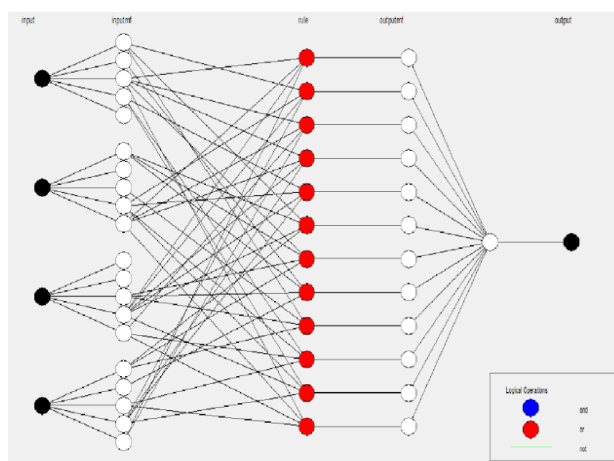 input inputmf rule outputmf output
Logical Operations
and
or
not